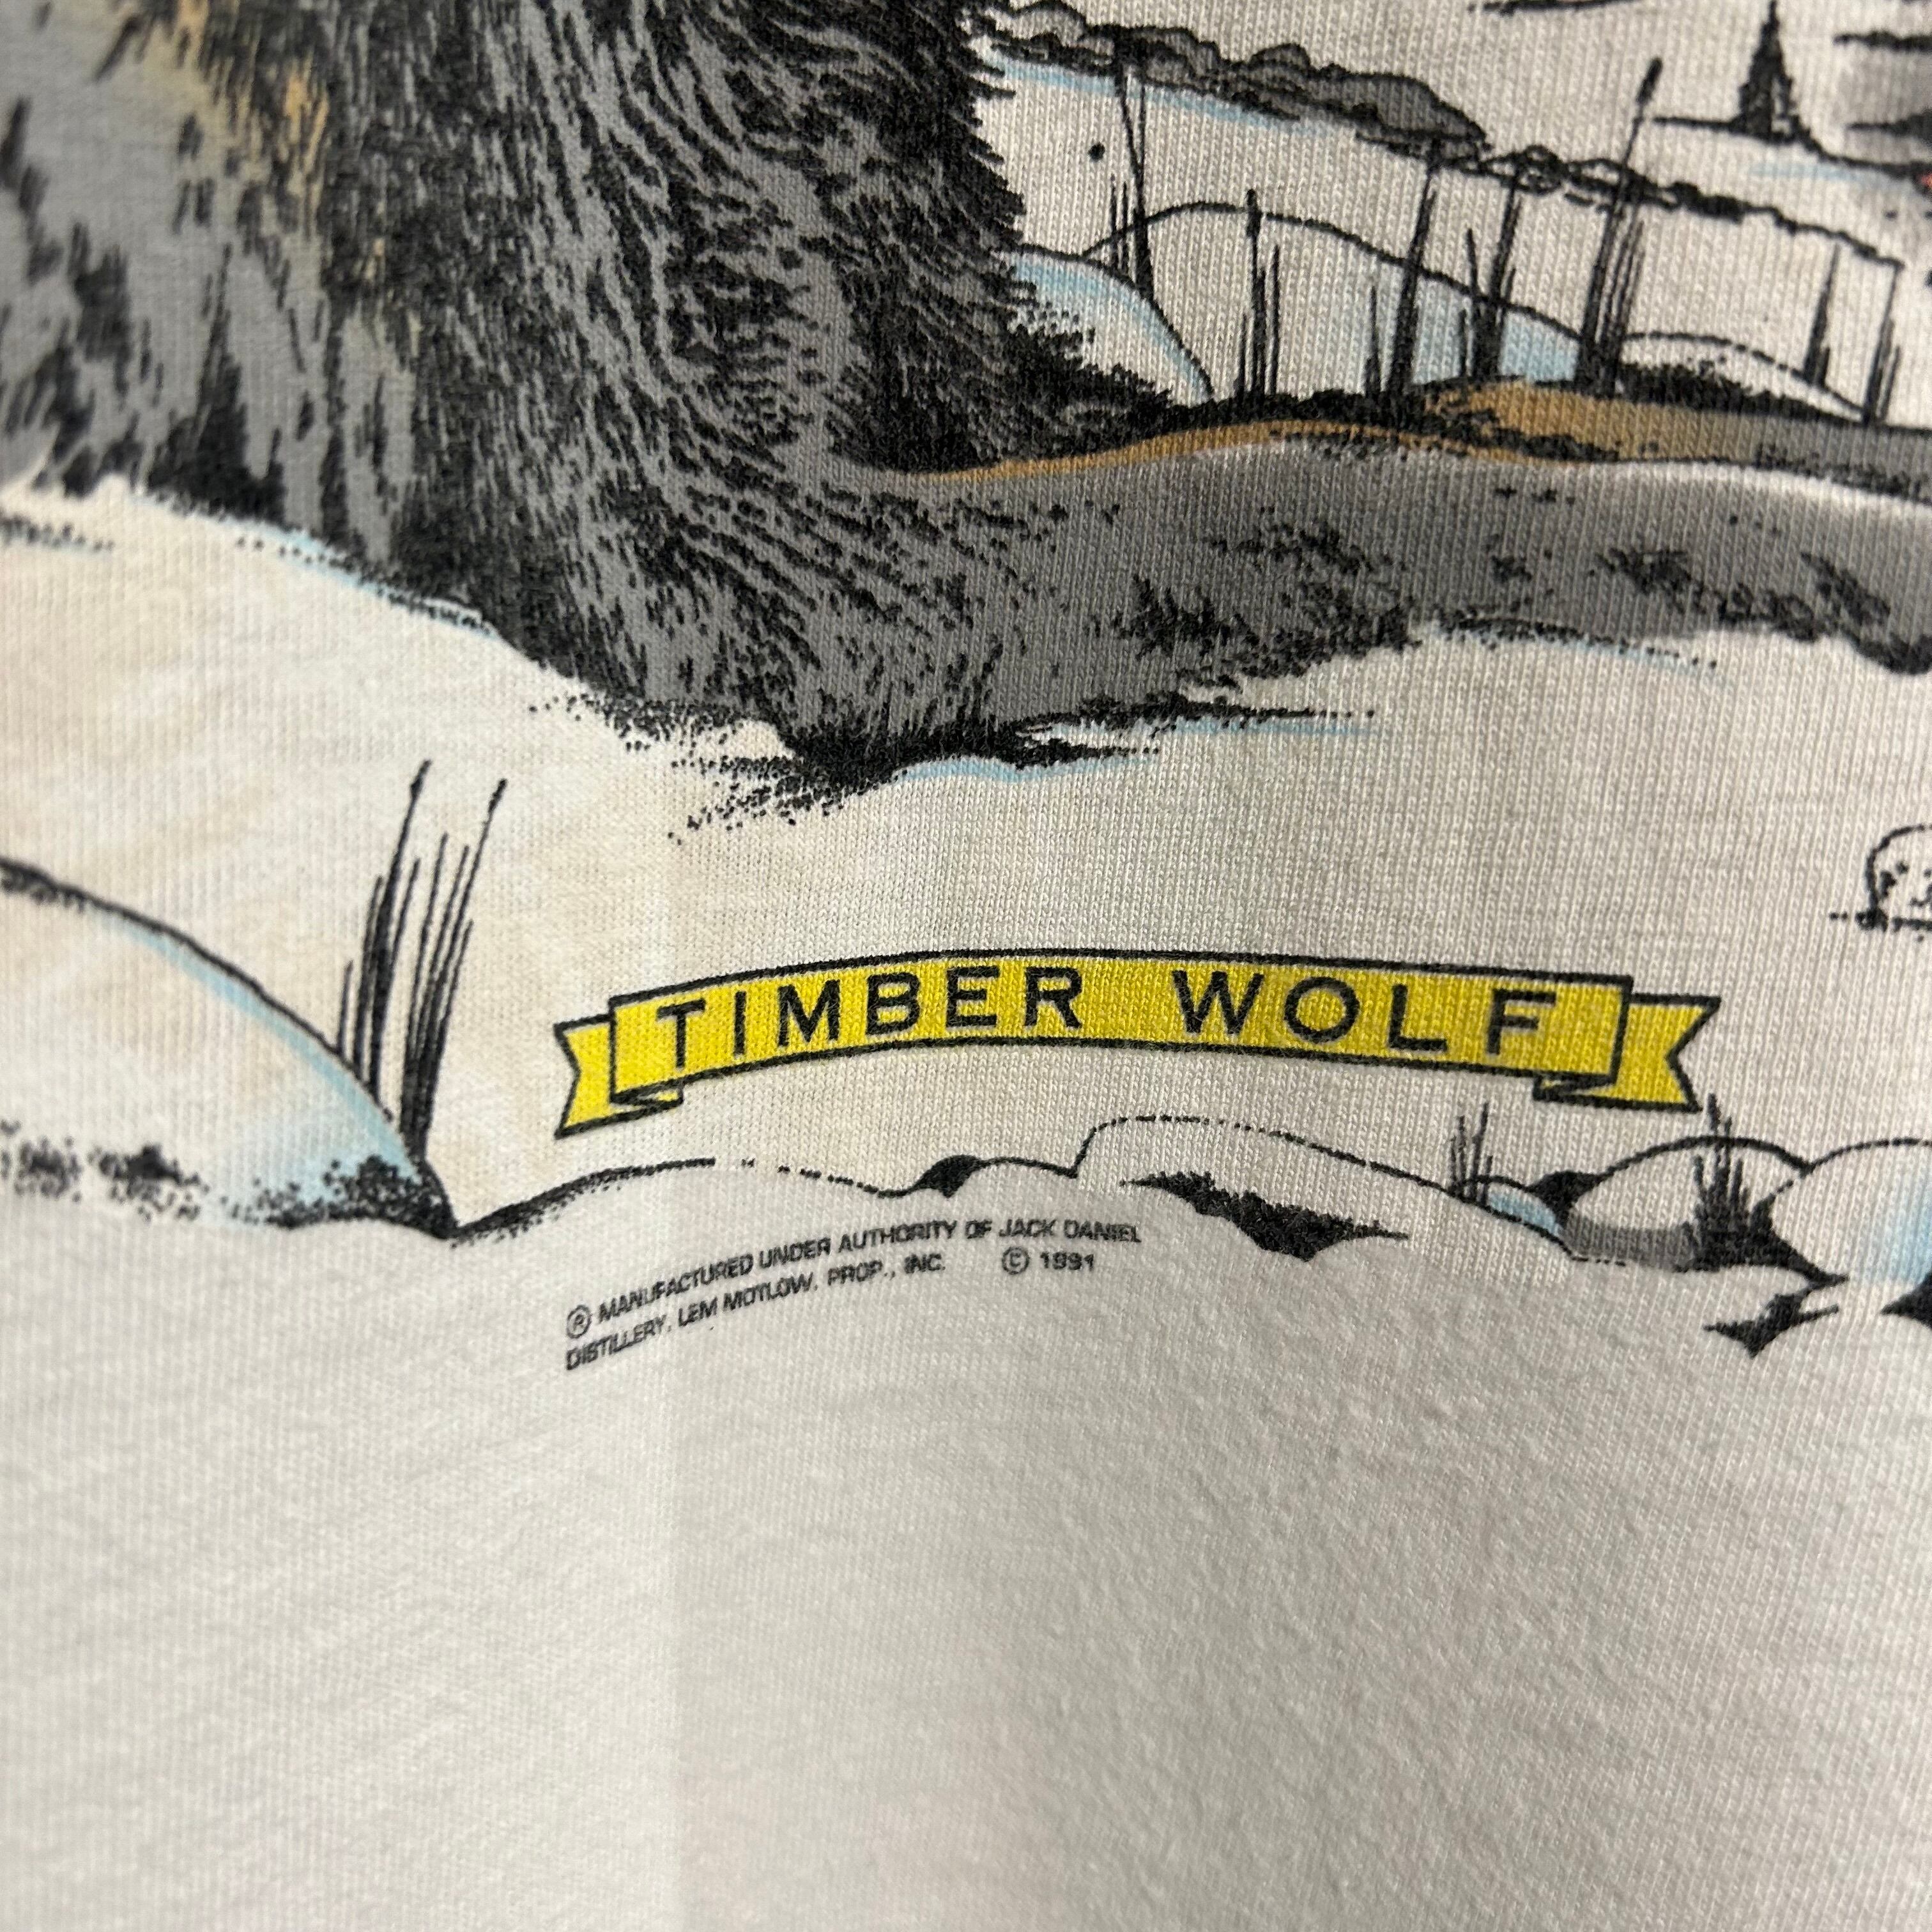 TIMBER WOLF
® MANUFACTURED UNDER AUTHORITY OF JACK DANIEL
DISTILLERY, LEM MOTLOW, PROP., INC. © 1991